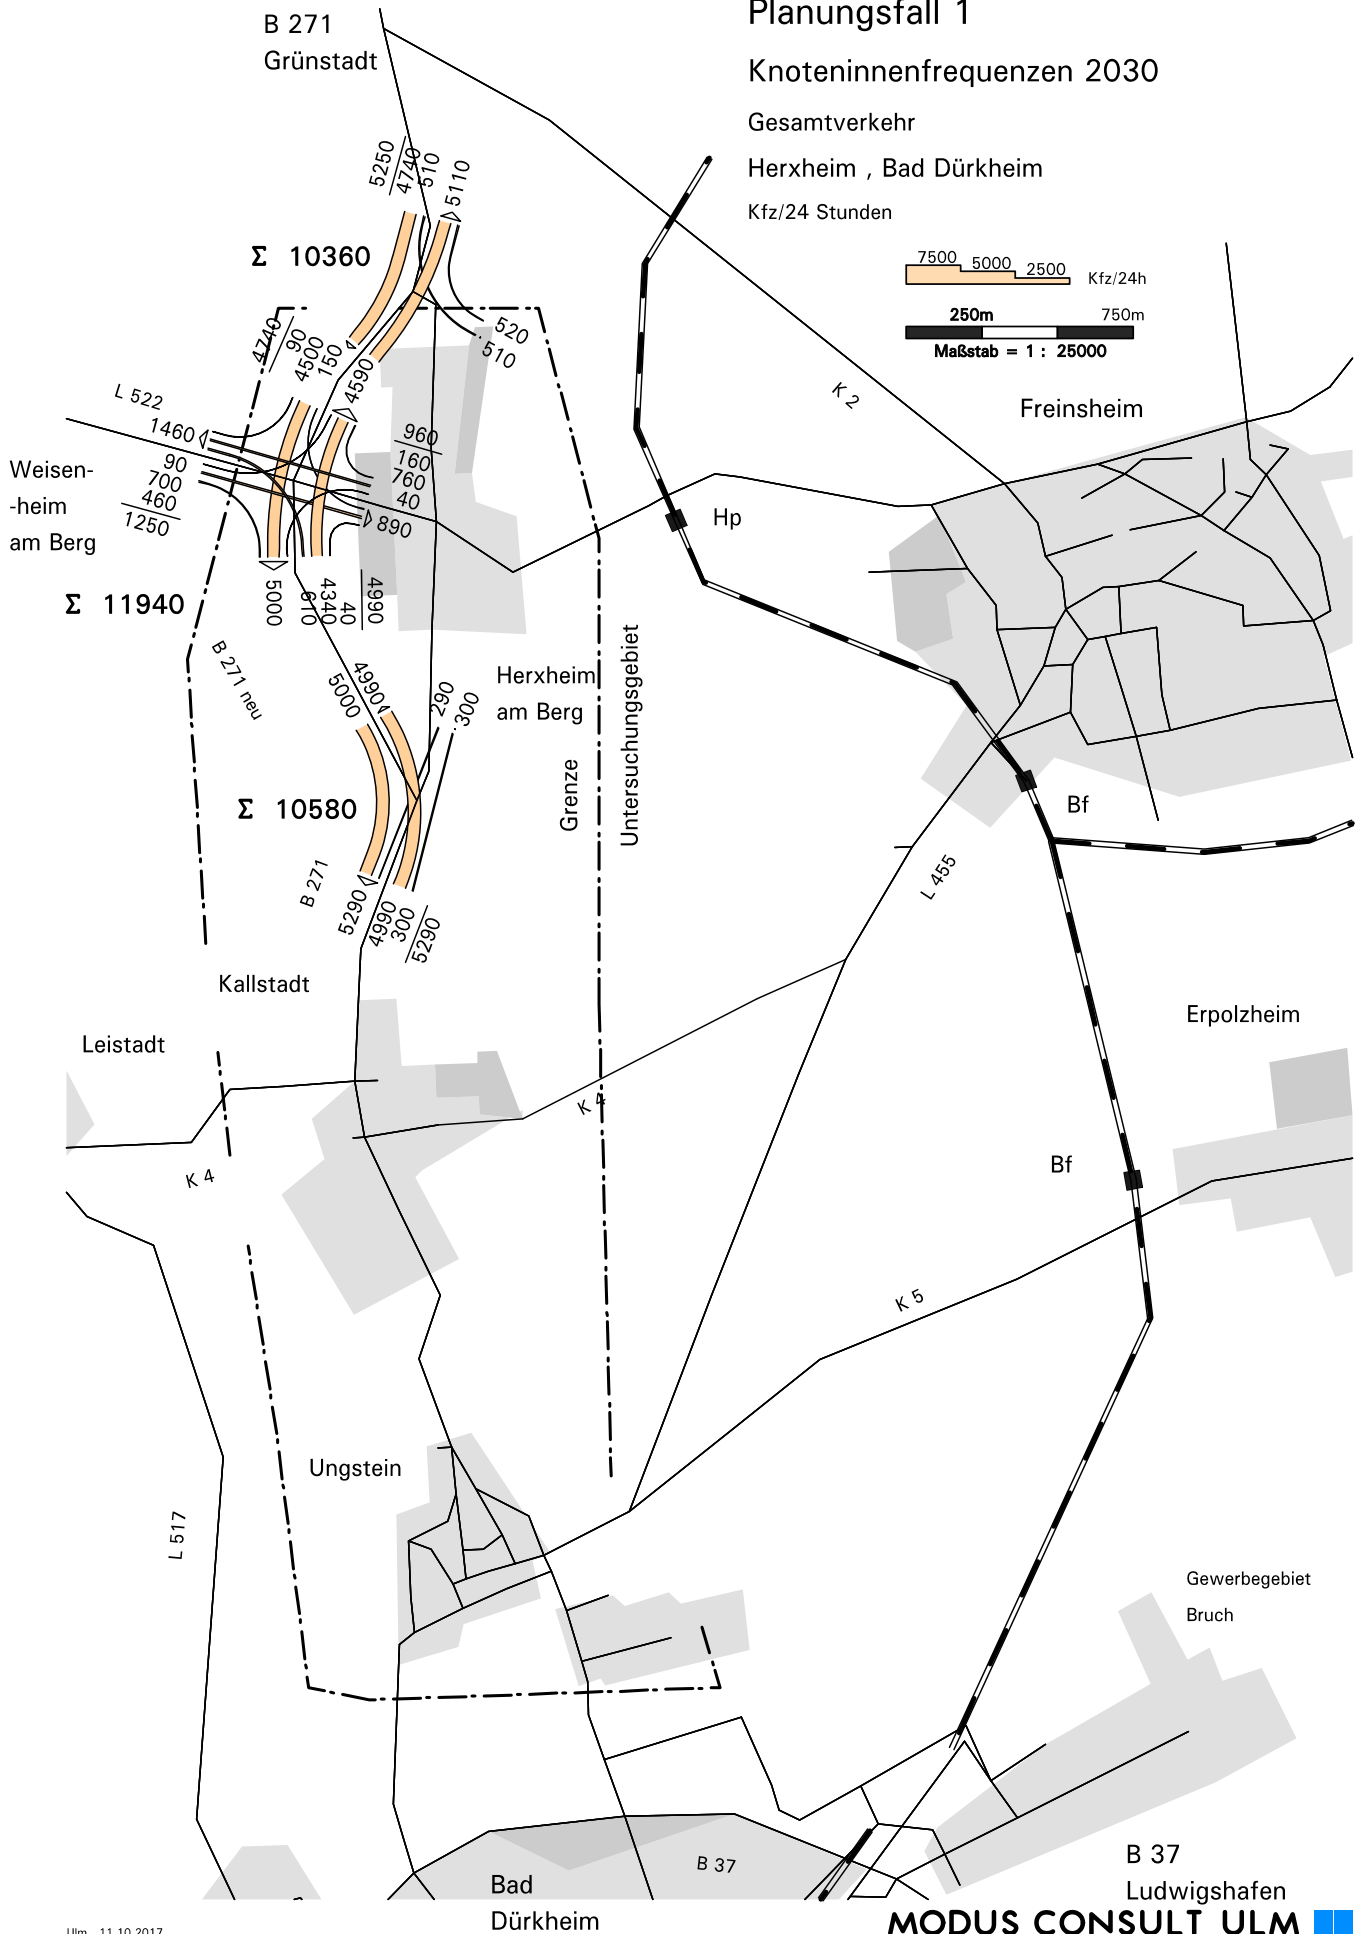 B 271
Grünstadt
Planungsfall 1
Knoteninnenfrequenzen 2030
Gesamtverkehr
Herxheim , Bad Dürkheim
Kfz/24 Stunden
7500
5000
2500
Kfz/24h
250m
750m
Maßstab = 1 : 25000
5250
4740
510
5110
Σ 10360
520
510
4740
90
4500
150
4590
L 522
1460
90
700
460
1250
960
160
760
40
890
Weisen-
-heim
am Berg
Σ 11940
5000
610
4340
40
4990
K 2
Freinsheim
Hp
B 271 neu
Herxheim
am Berg
Grenze
Untersuchungsgebiet
5000
4990
290
300
Σ 10580
B 271
5290
4990
300
5290
Bf
L 455
Kallstadt
Leistadt
Erpolzheim
K 4
K 4
Bf
K 5
Ungstein
L 517
Gewerbegebiet
Bruch
B 37
Bad
Dürkheim
B 37
Ludwigshafen
Ulm, 11.10.2017
MODUS CONSULT ULM